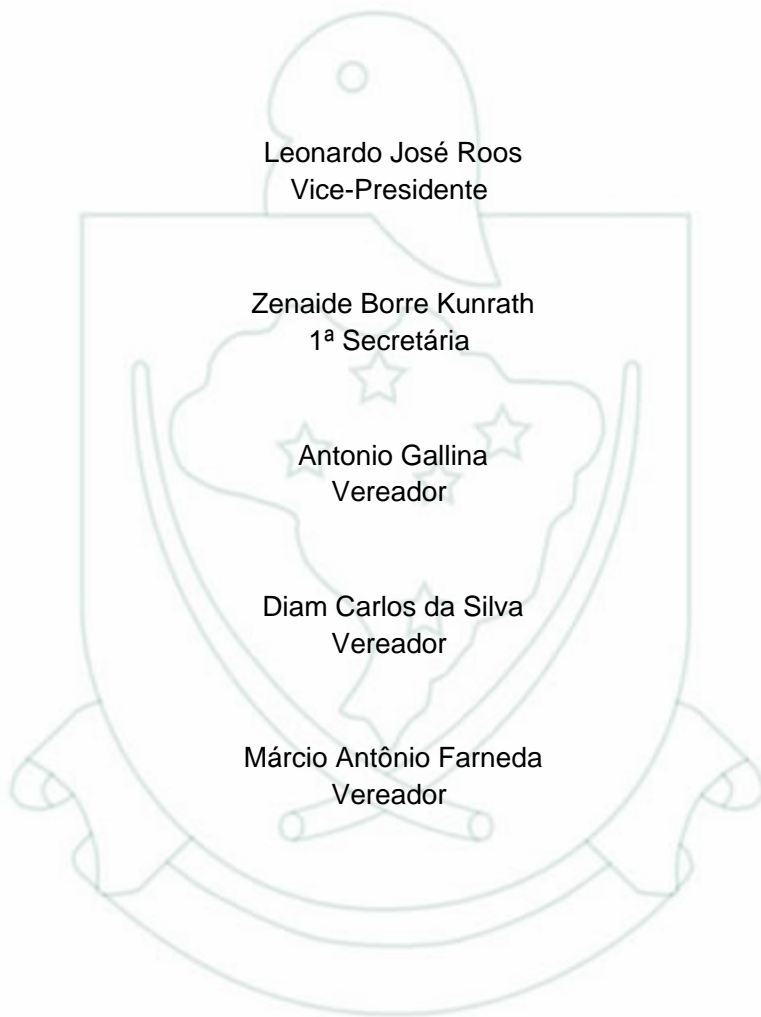 Leonardo José Roos
Vice-Presidente
Zenaide Borre Kunrath
1ª Secretária
Antonio Gallina
Vereador
Diam Carlos da Silva
Vereador
Márcio Antônio Farneda
Vereador